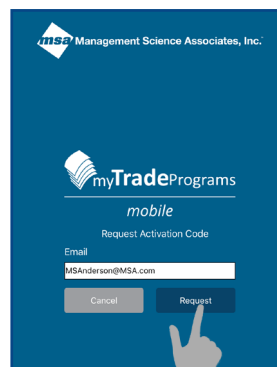 msa Management Science Associates, Inc.
myTradePrograms
mobile
Request Activation Code
Email
MSAnderson@MSA.com
Cancel
Request